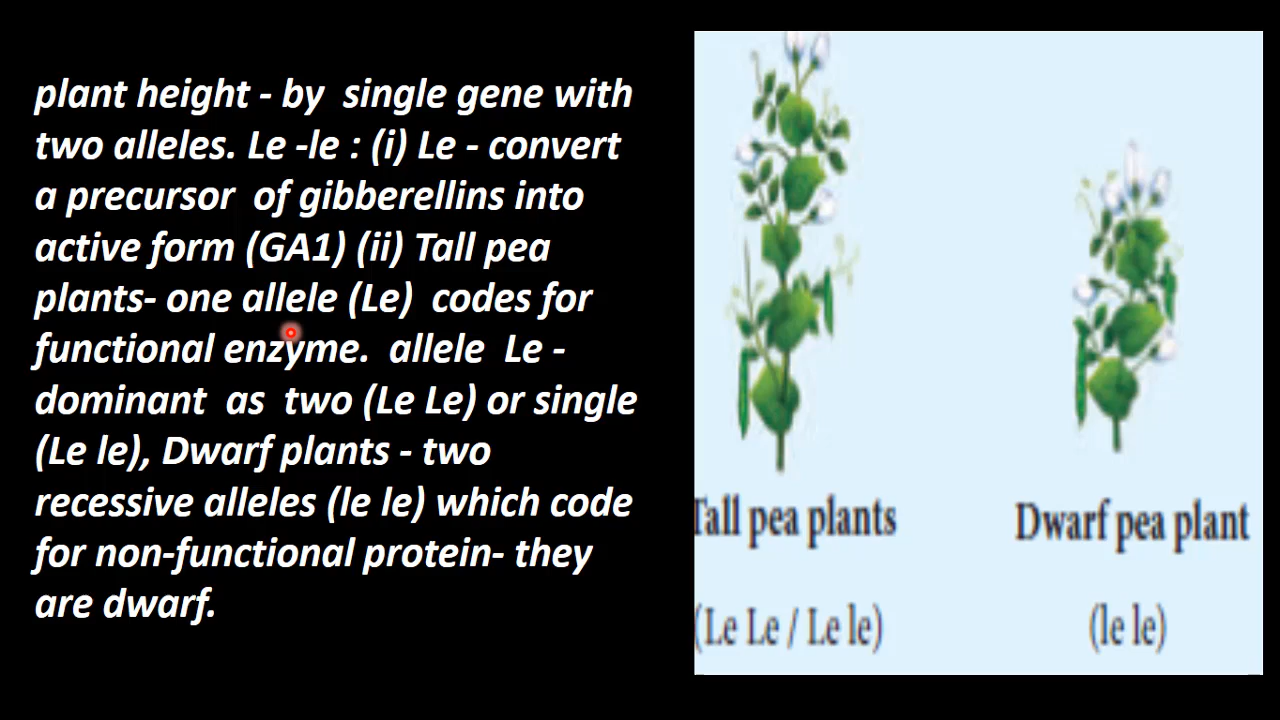 plant height - by single gene with
two alleles. Le -le : (i) Le - convert
a precursor of gibberellins into
active form (GA1) (ii) Tall pea
plants- one allele (Le) codes for
functional enzyme. allele Le -
dominant as two (Le Le) or single
(Le le), Dwarf plants - two
recessive alleles (le le) which code
for non-functional protein- they
are dwarf.
Tall pea plants
(Le Le / Le le)
Dwarf pea plant
(le le)